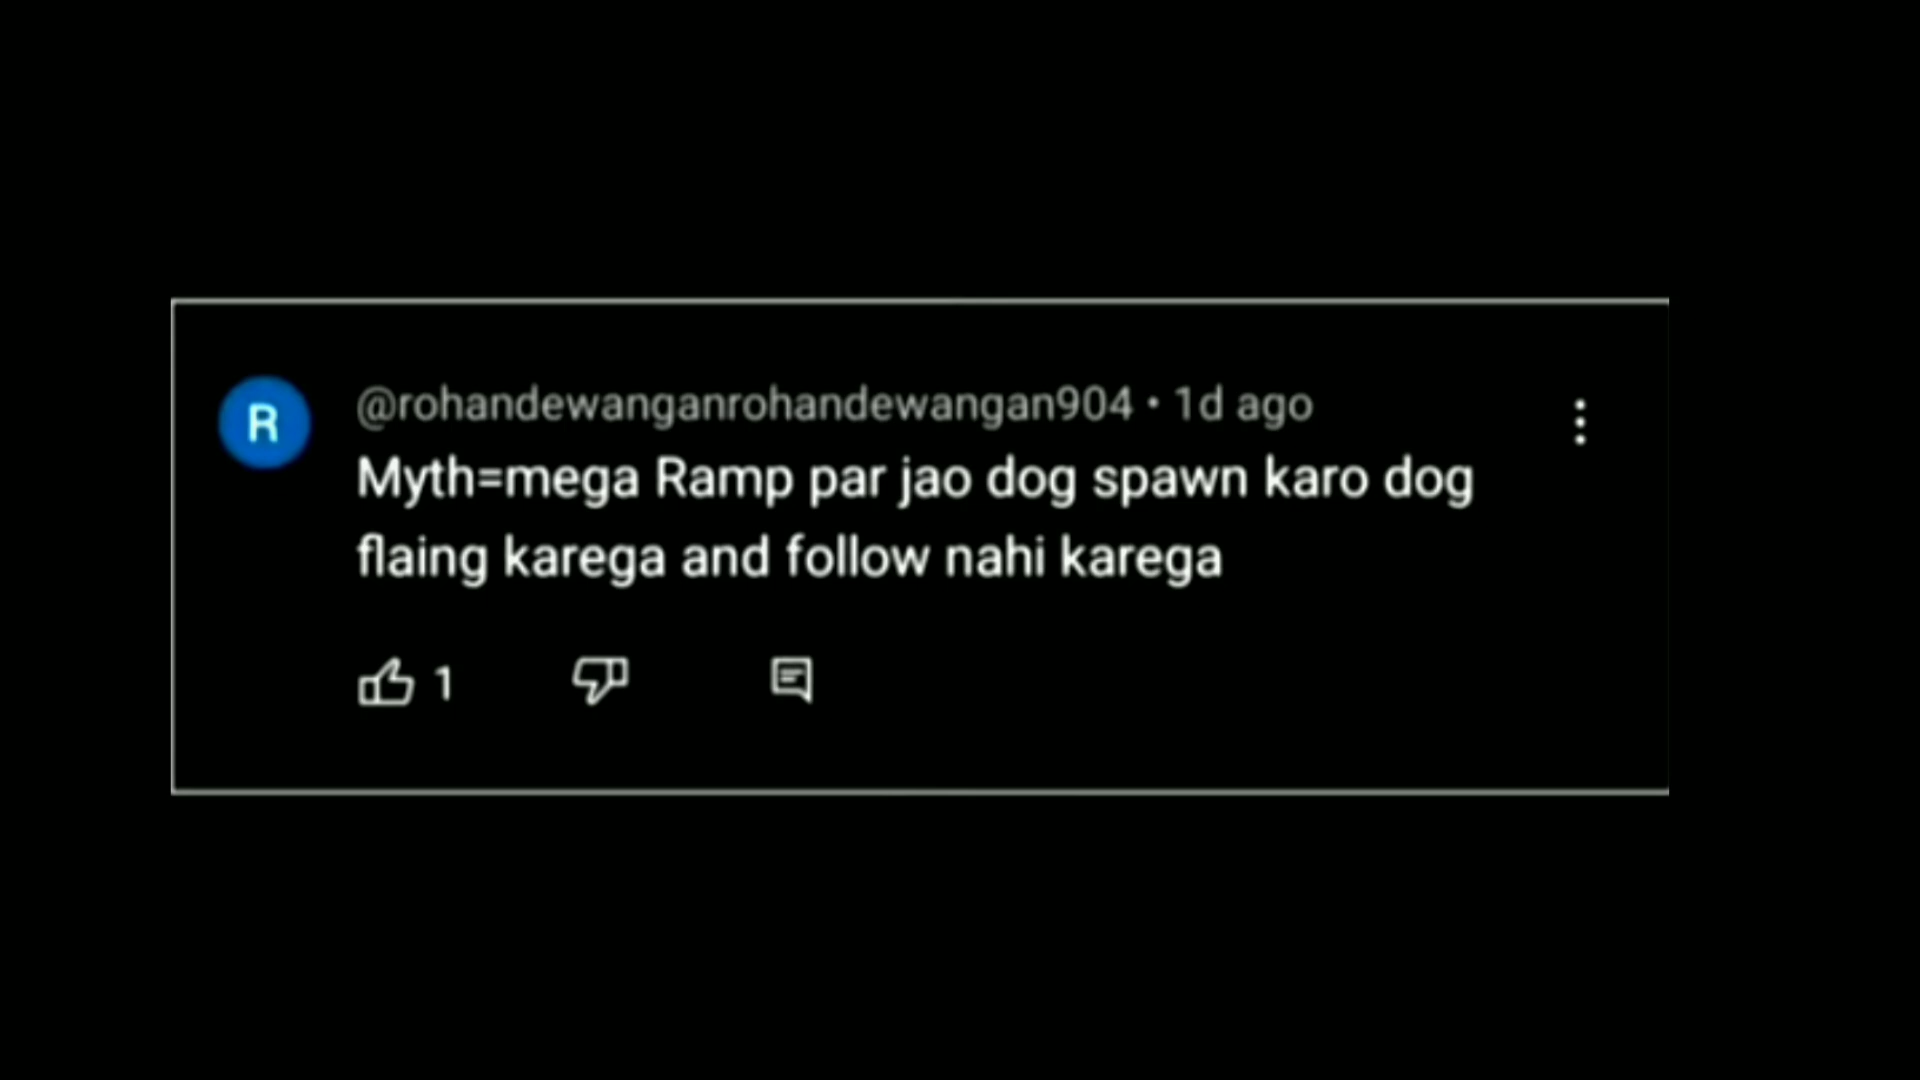 R
@rohandewanganrohandewangan904 • 1d ago
Myth=mega Ramp par jao dog spawn karo dog
flaing karega and follow nahi karega
1